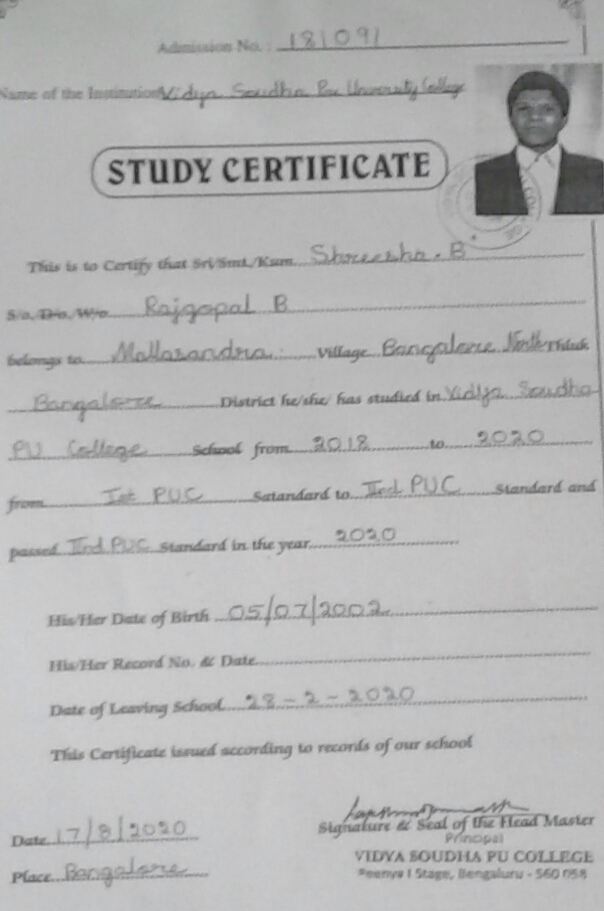 Admission No. : 181091
Name of the Institution Vidya Soudha Pu University College
STUDY CERTIFICATE
This is to Certify that Sri/Smt./Kum. Shreesha. B
S/o. D/o. W/o. Rajgopal B
belongs to Mallasandra Village Bangalore North Taluk
Bangalore District he/she/ has studied in Vidya Soudha
PU College School from 2018 to 2020
from Ist PUC Satandard to IInd PUC Standard and
passed IInd PUC Standard in the year 2020
His/Her Date of Birth 05/07/2002
His/Her Record No. & Date
Date of Leaving School 28-2-2020
This Certificate issued according to records of our school
Date 17/8/2020
Signature & Seal of the Head Master
Principal
VIDYA SOUDHA PU COLLEGE
Place Bangalore
Peenya I Stage, Bengaluru - 560 058